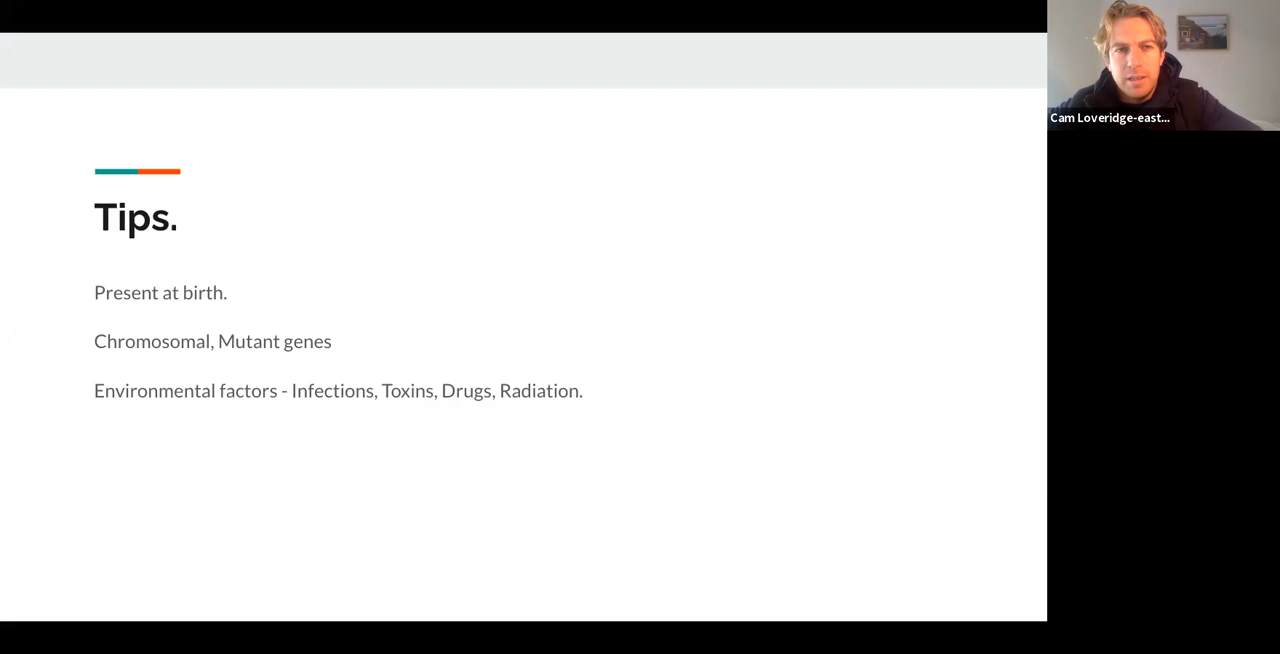 Tips.
Present at birth.
Chromosomal, Mutant genes
Environmental factors - Infections, Toxins, Drugs, Radiation.
Cam Loveridge-east...